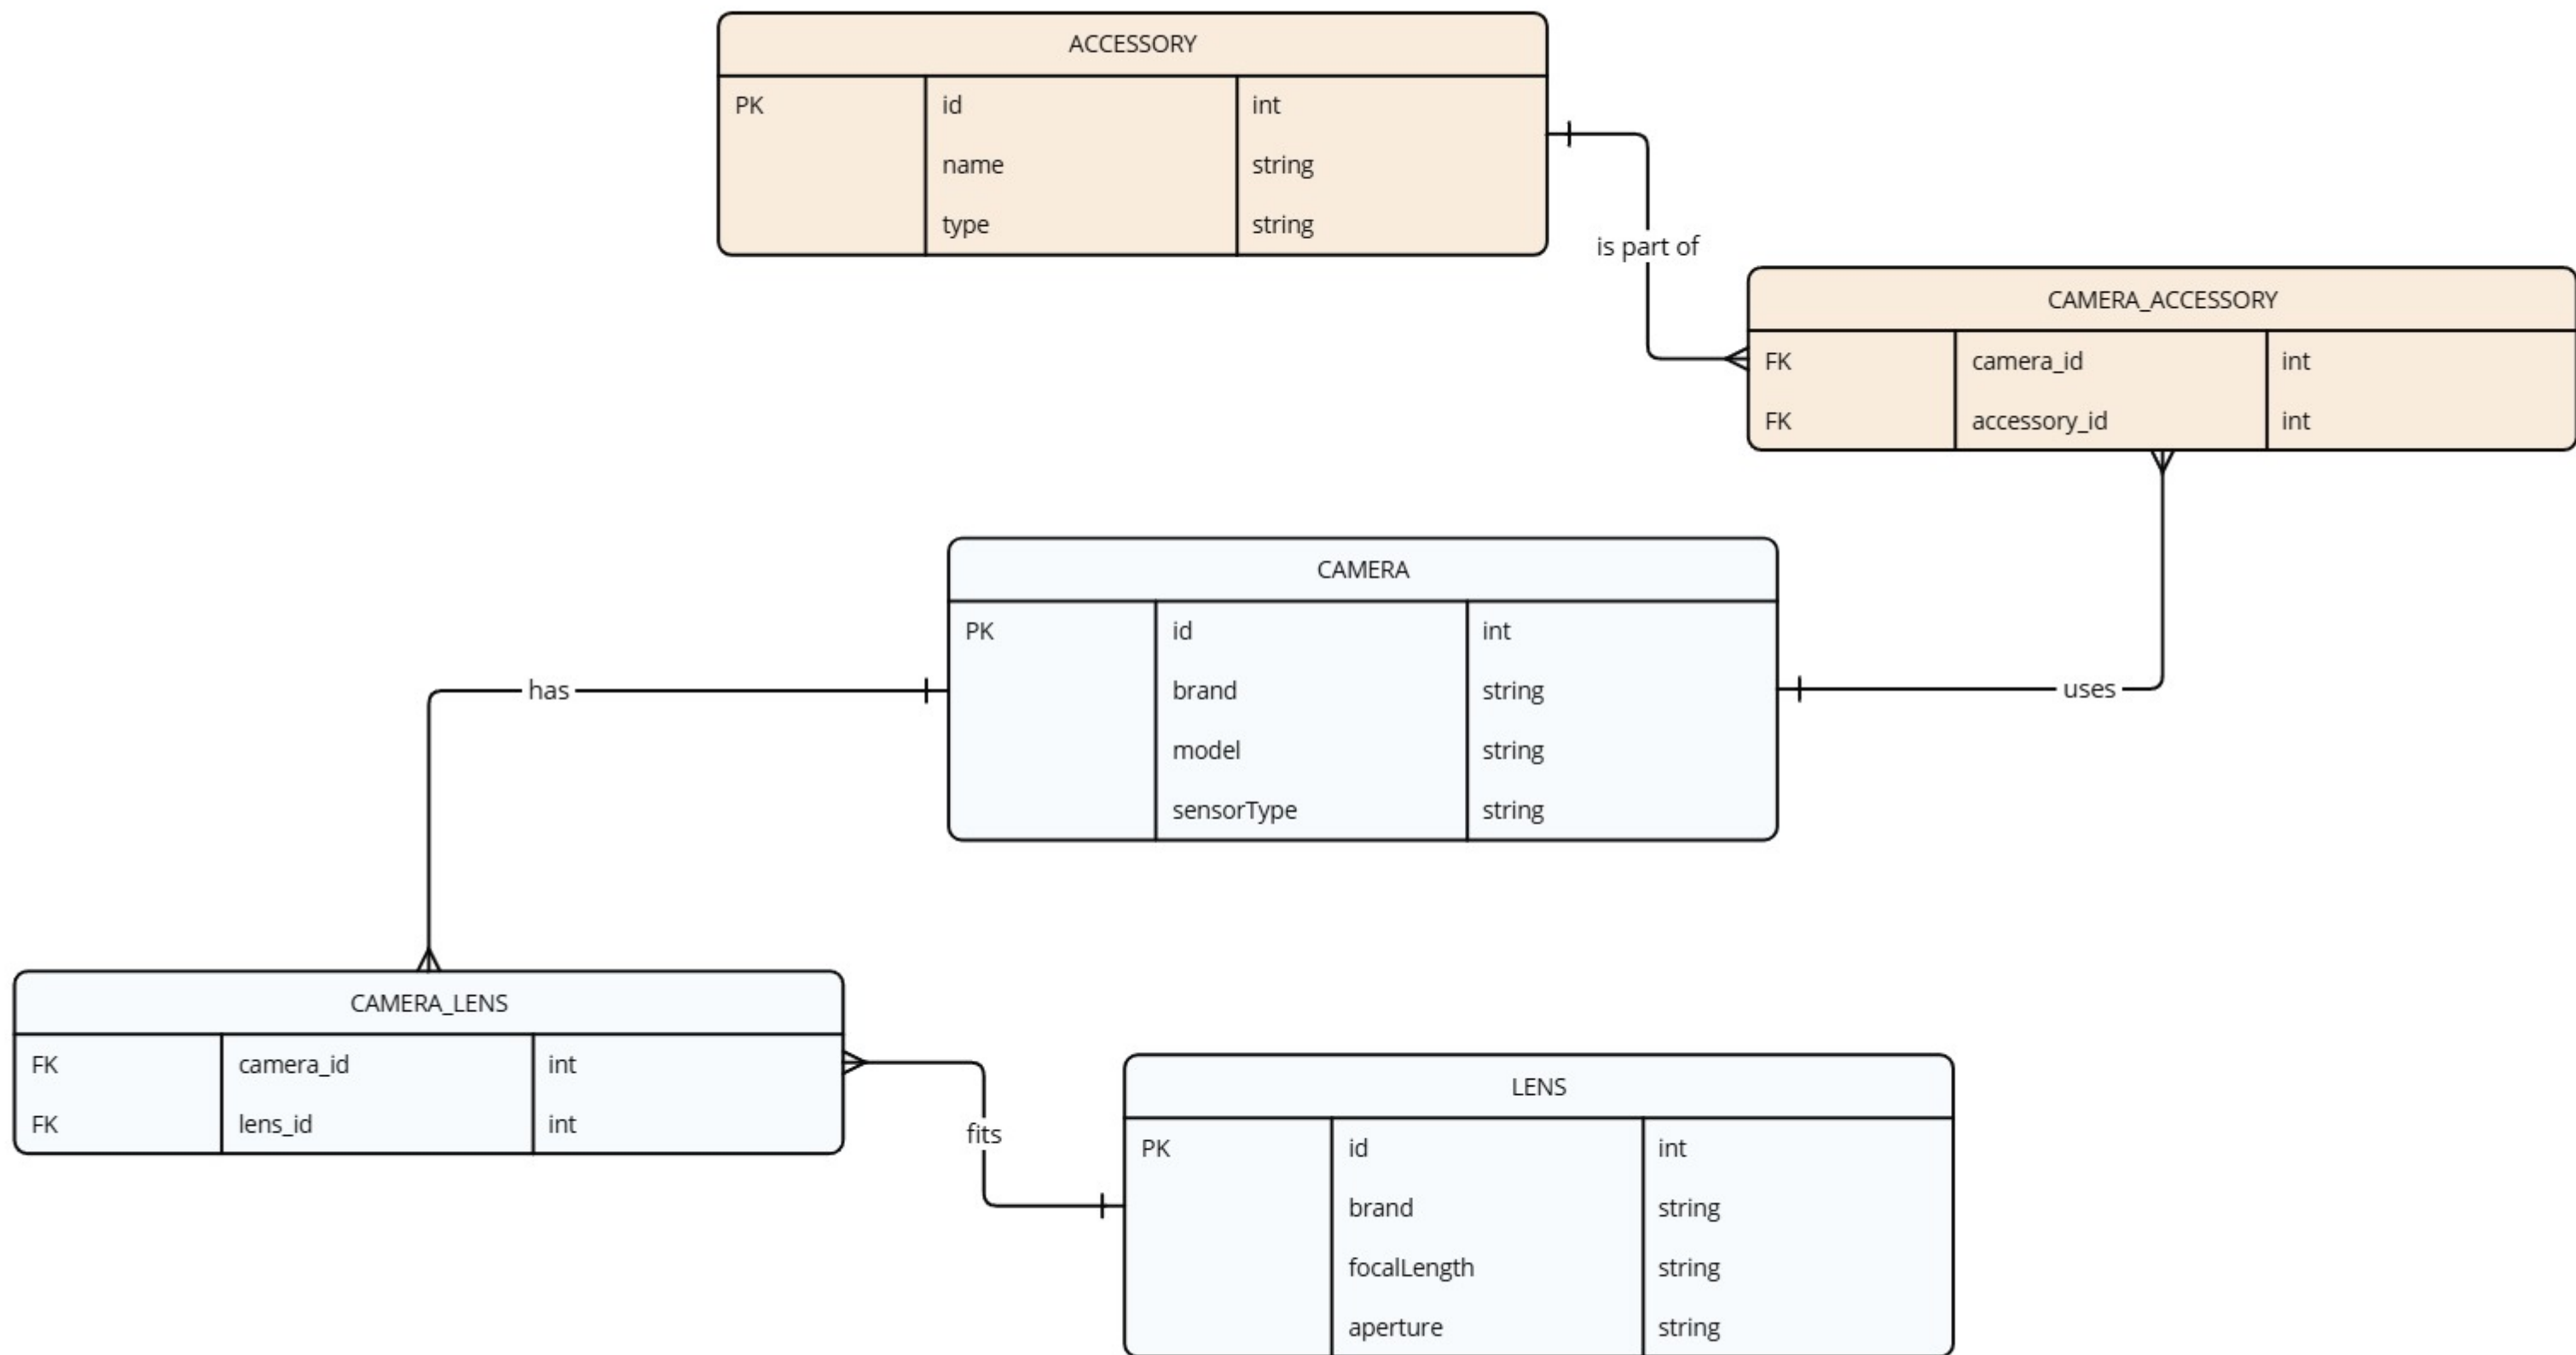 ACCESSORY
PK id int
name string
type string
is part of
CAMERA_ACCESSORY
FK camera_id int
FK accessory_id int
CAMERA
PK id int
brand string
model string
sensorType string
has
uses
CAMERA_LENS
FK camera_id int
FK lens_id int
fits
LENS
PK id int
brand string
focalLength string
aperture string